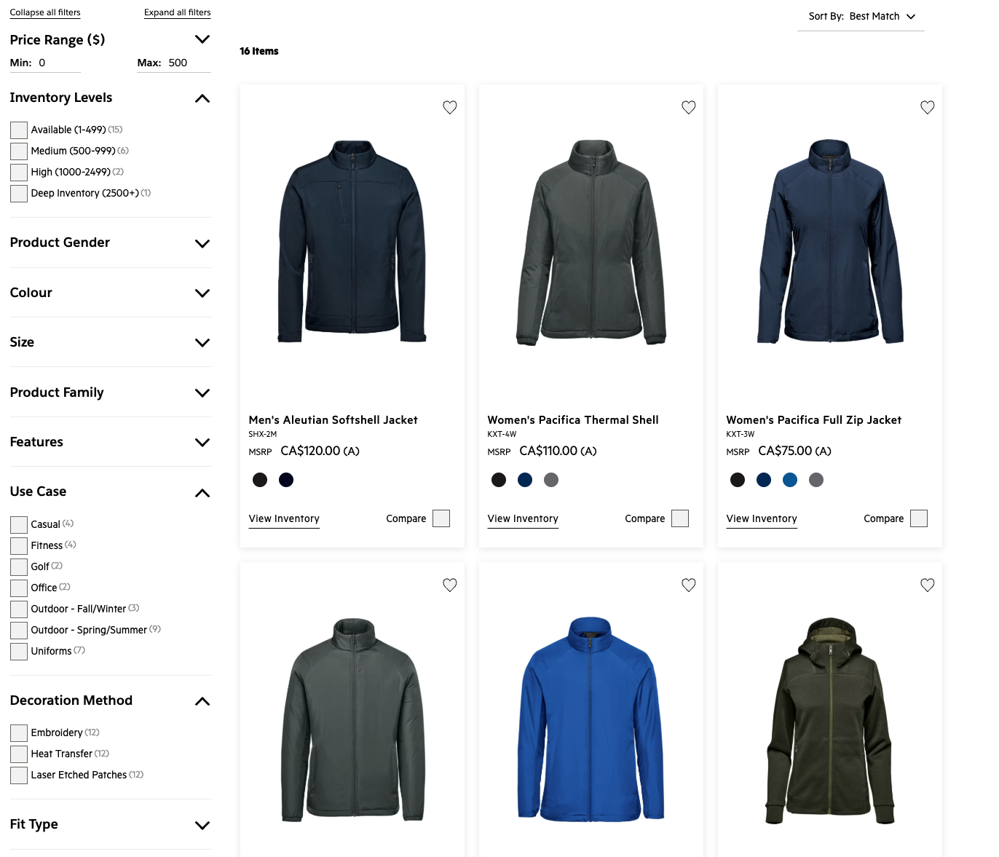 Collapse all filters
Expand all filters
Price Range ($)
Min: 0
Max: 500
Inventory Levels
Available (1-499) (15)
Medium (500-999) (6)
High (1000-2499) (2)
Deep Inventory (2500+) (1)
Product Gender
Colour
Size
Product Family
Features
Use Case
Casual (4)
Fitness (4)
Golf (2)
Office (2)
Outdoor - Fall/Winter (3)
Outdoor - Spring/Summer (9)
Uniforms (7)
Decoration Method
Embroidery (12)
Heat Transfer (12)
Laser Etched Patches (12)
Fit Type
Sort By: Best Match
16 Items
Men's Aleutian Softshell Jacket
SHX-2M
MSRP CA$120.00 (A)
View Inventory
Compare
Women's Pacifica Thermal Shell
KXT-4W
MSRP CA$110.00 (A)
View Inventory
Compare
Women's Pacifica Full Zip Jacket
KXT-3W
MSRP CA$75.00 (A)
View Inventory
Compare